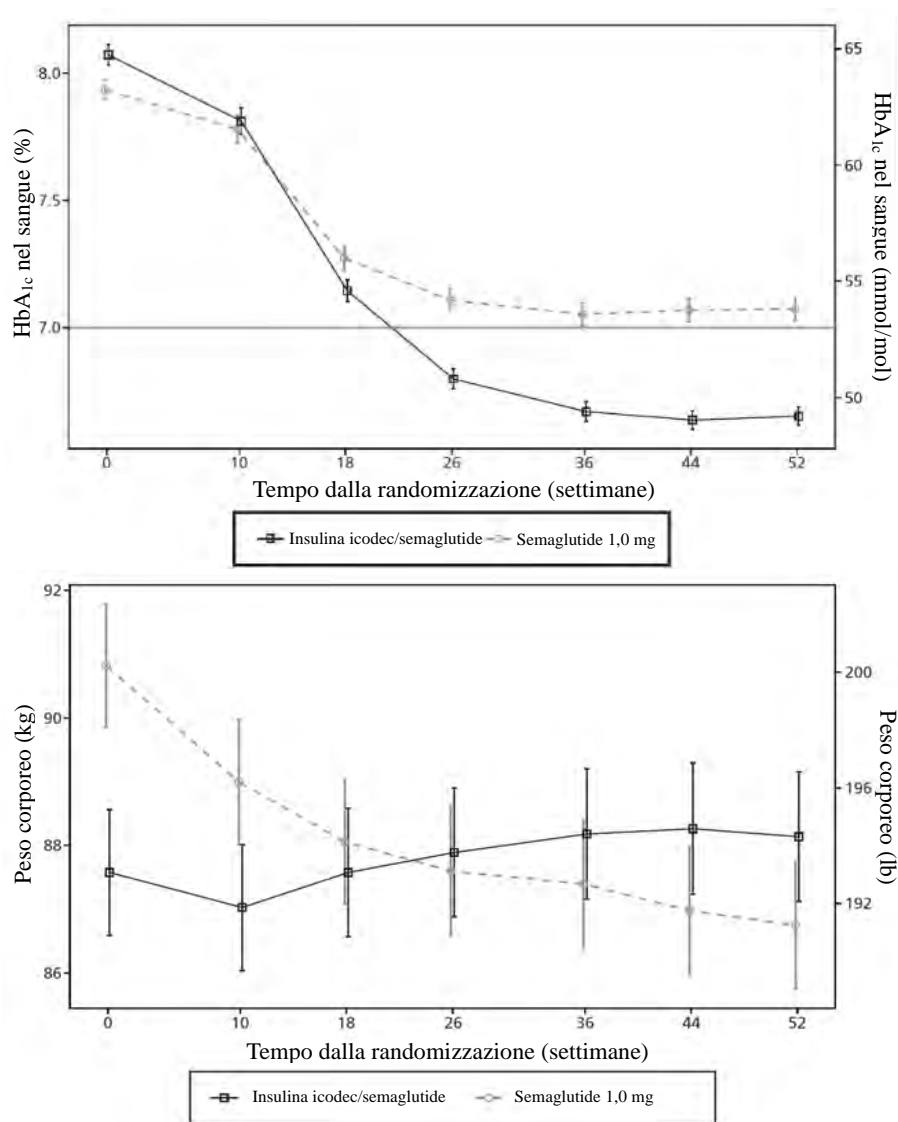 HbA1c nel sangue (%)
8.0
7.5
7.0
HbA1c nel sangue (mmol/mol)
65
60
55
50
0 10 18 26 36 44 52
Tempo dalla randomizzazione (settimane)
Insulina icodec/semaglutide Semaglutide 1,0 mg
Peso corporeo (kg)
92
90
88
86
Peso corporeo (lb)
200
196
192
0 10 18 26 36 44 52
Tempo dalla randomizzazione (settimane)
Insulina icodec/semaglutide Semaglutide 1,0 mg